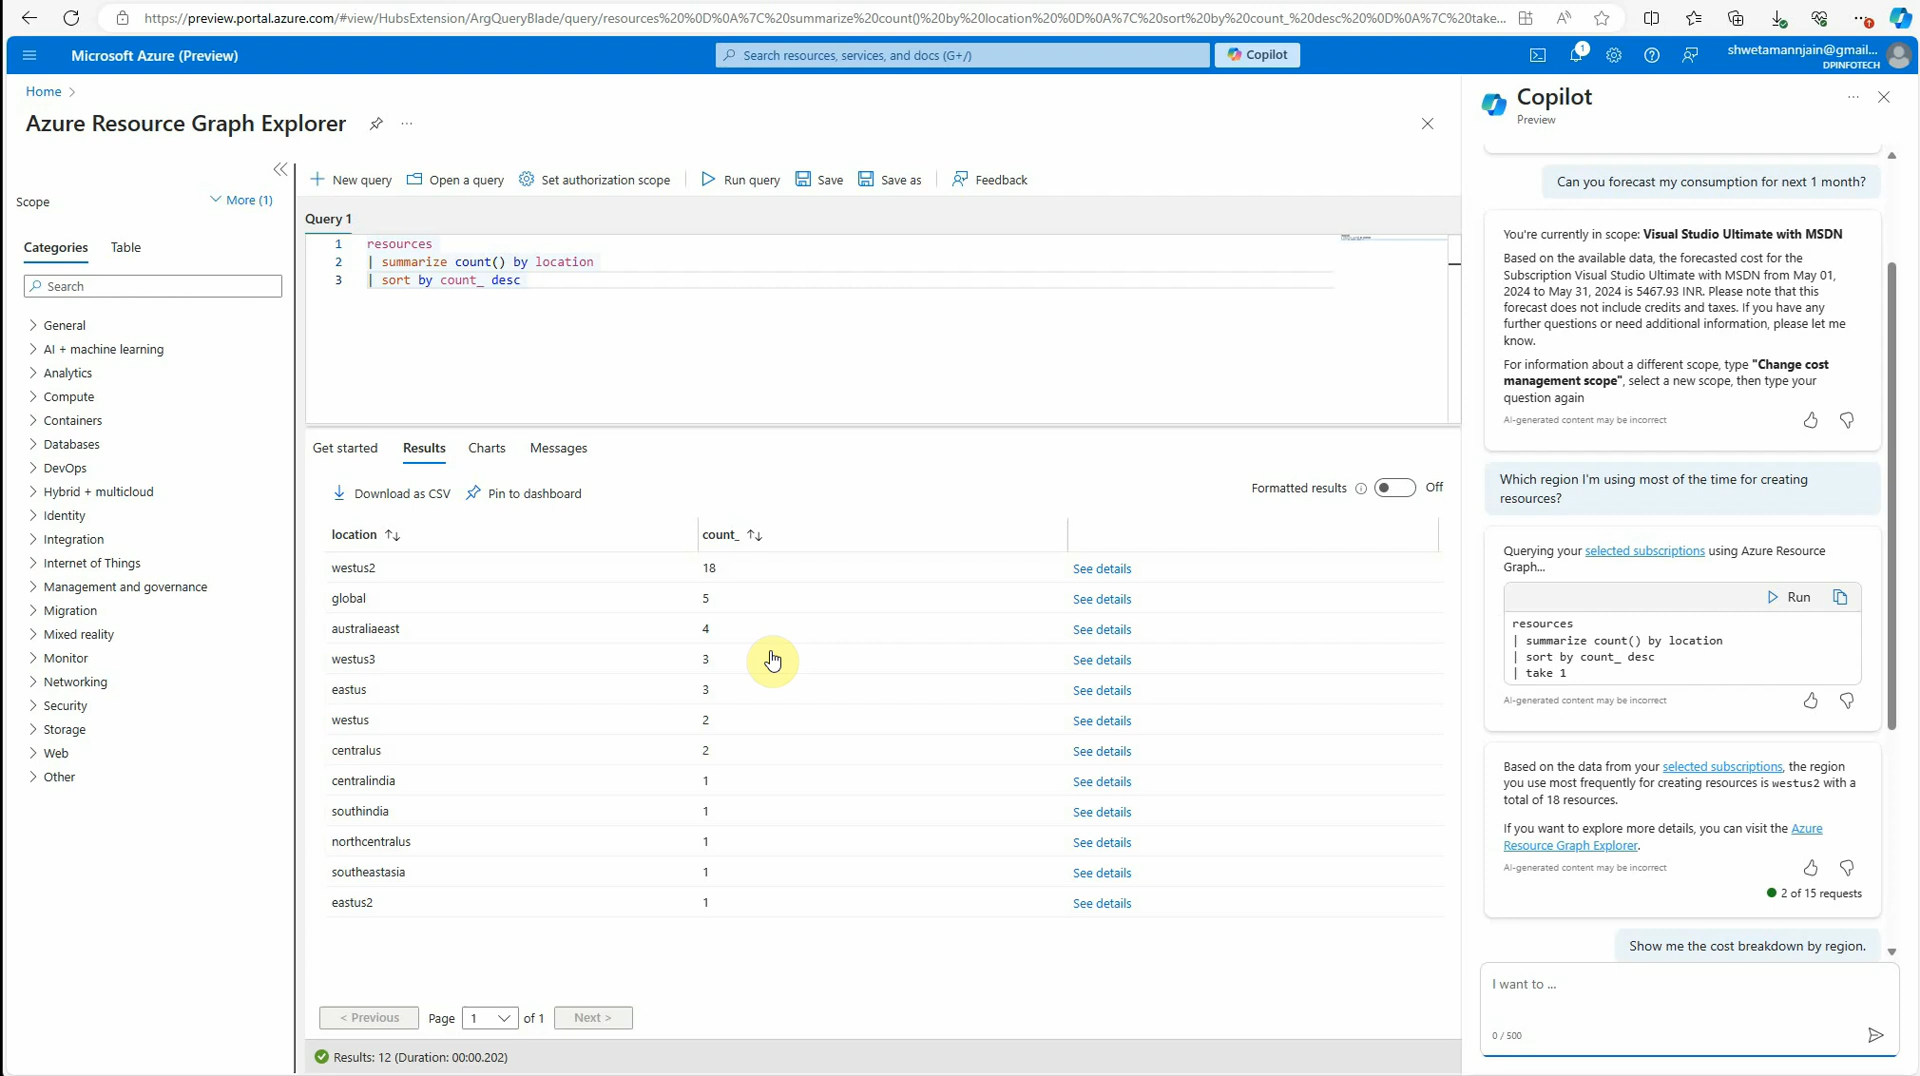 https://preview.portal.azure.com/#view/HubsExtension/ArgQueryBlade/query/resources%20%0D%0A%7C%20summarize%20count()%20by%20location%20%0D%0A%7C%20sort%20by%20count_%20desc%20%0D%0A%7C%20take...
Microsoft Azure (Preview)
Search resources, services, and docs (G+/)
Copilot
1
shwetamannjain@gmail....
DPINFOTECH
Home
Azure Resource Graph Explorer
Scope
More (1)
Categories
Table
Search
General
AI + machine learning
Analytics
Compute
Containers
Databases
DevOps
Hybrid + multicloud
Identity
Integration
Internet of Things
Management and governance
Migration
Mixed reality
Monitor
Networking
Security
Storage
Web
Other
New query
Open a query
Set authorization scope
Run query
Save
Save as
Feedback
Query 1
1 resources
2 | summarize count() by location
3 | sort by count_ desc
Get started
Results
Charts
Messages
Download as CSV
Pin to dashboard
Formatted results
Off
location count_
westus2 18 See details
global 5 See details
australiaeast 4 See details
westus3 3 See details
eastus 3 See details
westus 2 See details
centralus 2 See details
centralindia 1 See details
southindia 1 See details
northcentralus 1 See details
southeastasia 1 See details
eastus2 1 See details
< Previous
Page 1 of 1
Next >
Results: 12 (Duration: 00:00.202)
Copilot
Preview
Can you forecast my consumption for next 1 month?
You're currently in scope: Visual Studio Ultimate with MSDN
Based on the available data, the forecasted cost for the
Subscription Visual Studio Ultimate with MSDN from May 01,
2024 to May 31, 2024 is 5467.93 INR. Please note that this
forecast does not include credits and taxes. If you have any
further questions or need additional information, please let me
know.
For information about a different scope, type "Change cost
management scope", select a new scope, then type your
question again
AI-generated content may be incorrect
Which region I'm using most of the time for creating
resources?
Querying your selected subscriptions using Azure Resource
Graph...
Run
resources
| summarize count() by location
| sort by count_ desc
| take 1
AI-generated content may be incorrect
Based on the data from your selected subscriptions, the region
you use most frequently for creating resources is westus2 with a
total of 18 resources.
If you want to explore more details, you can visit the Azure
Resource Graph Explorer.
AI-generated content may be incorrect
2 of 15 requests
Show me the cost breakdown by region.
I want to ...
0 / 500